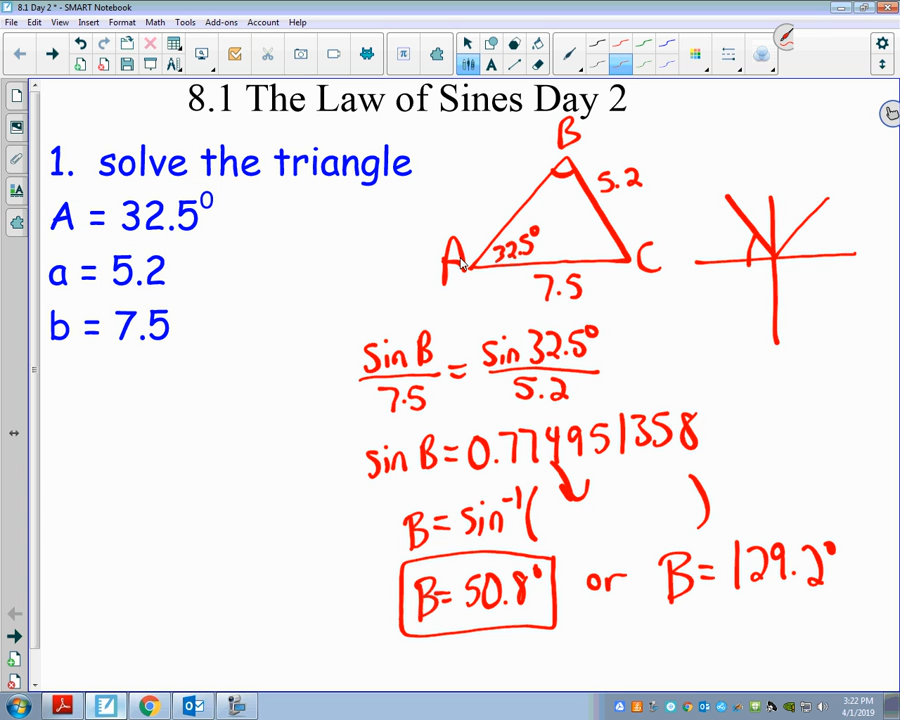 8.1 Day 2 * - SMART Notebook
File Edit View Insert Format Math Tools Add-ons Account Help
8.1 The Law of Sines Day 2
1. solve the triangle
A = 32.5⁰
a = 5.2
b = 7.5
B
5.2
A
32.5°
C
7.5
sin B / 7.5 = sin 32.5° / 5.2
sin B = 0.774951358
B = sin⁻¹( )
B = 50.8° or B = 129.2°
3:22 PM
4/1/2019